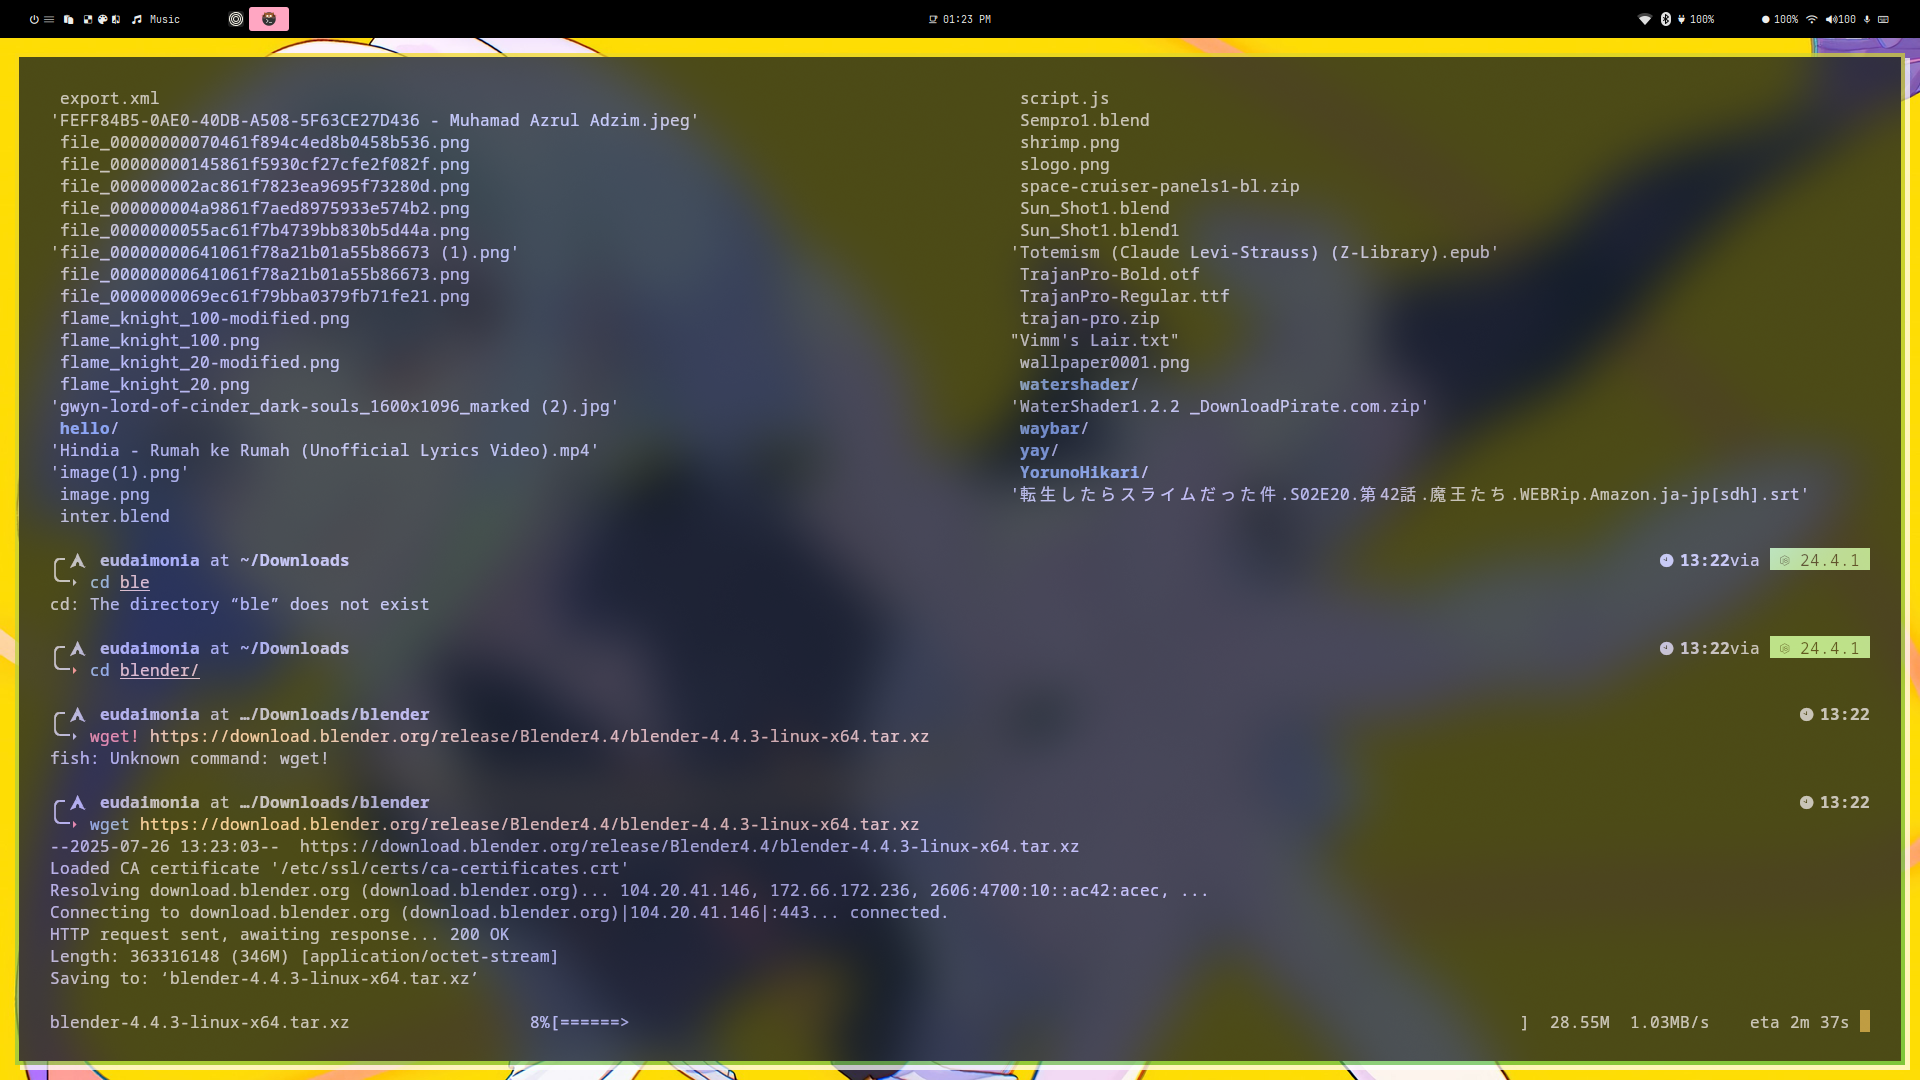 Music
01:23 PM
100%
100%
100
export.xml
'FEFF84B5-0AE0-40DB-A508-5F63CE27D436 - Muhamad Azrul Adzim.jpeg'
file_00000000070461f894c4ed8b0458b536.png
file_00000000145861f5930cf27cfe2f082f.png
file_000000002ac861f7823ea9695f73280d.png
file_000000004a9861f7aed8975933e574b2.png
file_0000000055ac61f7b4739bb830b5d44a.png
'file_00000000641061f78a21b01a55b86673 (1).png'
file_00000000641061f78a21b01a55b86673.png
file_0000000069ec61f79bba0379fb71fe21.png
flame_knight_100-modified.png
flame_knight_100.png
flame_knight_20-modified.png
flame_knight_20.png
'gwyn-lord-of-cinder_dark-souls_1600x1096_marked (2).jpg'
hello/
'Hindia - Rumah ke Rumah (Unofficial Lyrics Video).mp4'
'image(1).png'
image.png
inter.blend
script.js
Sempro1.blend
shrimp.png
slogo.png
space-cruiser-panels1-bl.zip
Sun_Shot1.blend
Sun_Shot1.blend1
'Totemism (Claude Levi-Strauss) (Z-Library).epub'
TrajanPro-Bold.otf
TrajanPro-Regular.ttf
trajan-pro.zip
"Vimm's Lair.txt"
wallpaper0001.png
watershader/
'WaterShader1.2.2 _DownloadPirate.com.zip'
waybar/
yay/
YorunoHikari/
'転生したらスライムだった件.S02E20.第42話.魔王たち.WEBRip.Amazon.ja-jp[sdh].srt'
eudaimonia at ~/Downloads 13:22via 24.4.1
cd ble
cd: The directory “ble” does not exist
eudaimonia at ~/Downloads 13:22via 24.4.1
cd blender/
eudaimonia at …/Downloads/blender 13:22
wget! https://download.blender.org/release/Blender4.4/blender-4.4.3-linux-x64.tar.xz
fish: Unknown command: wget!
eudaimonia at …/Downloads/blender 13:22
wget https://download.blender.org/release/Blender4.4/blender-4.4.3-linux-x64.tar.xz
--2025-07-26 13:23:03--  https://download.blender.org/release/Blender4.4/blender-4.4.3-linux-x64.tar.xz
Loaded CA certificate '/etc/ssl/certs/ca-certificates.crt'
Resolving download.blender.org (download.blender.org)... 104.20.41.146, 172.66.172.236, 2606:4700:10::ac42:acec, ...
Connecting to download.blender.org (download.blender.org)|104.20.41.146|:443... connected.
HTTP request sent, awaiting response... 200 OK
Length: 363316148 (346M) [application/octet-stream]
Saving to: ‘blender-4.4.3-linux-x64.tar.xz’
blender-4.4.3-linux-x64.tar.xz 8%[======> ] 28.55M 1.03MB/s eta 2m 37s